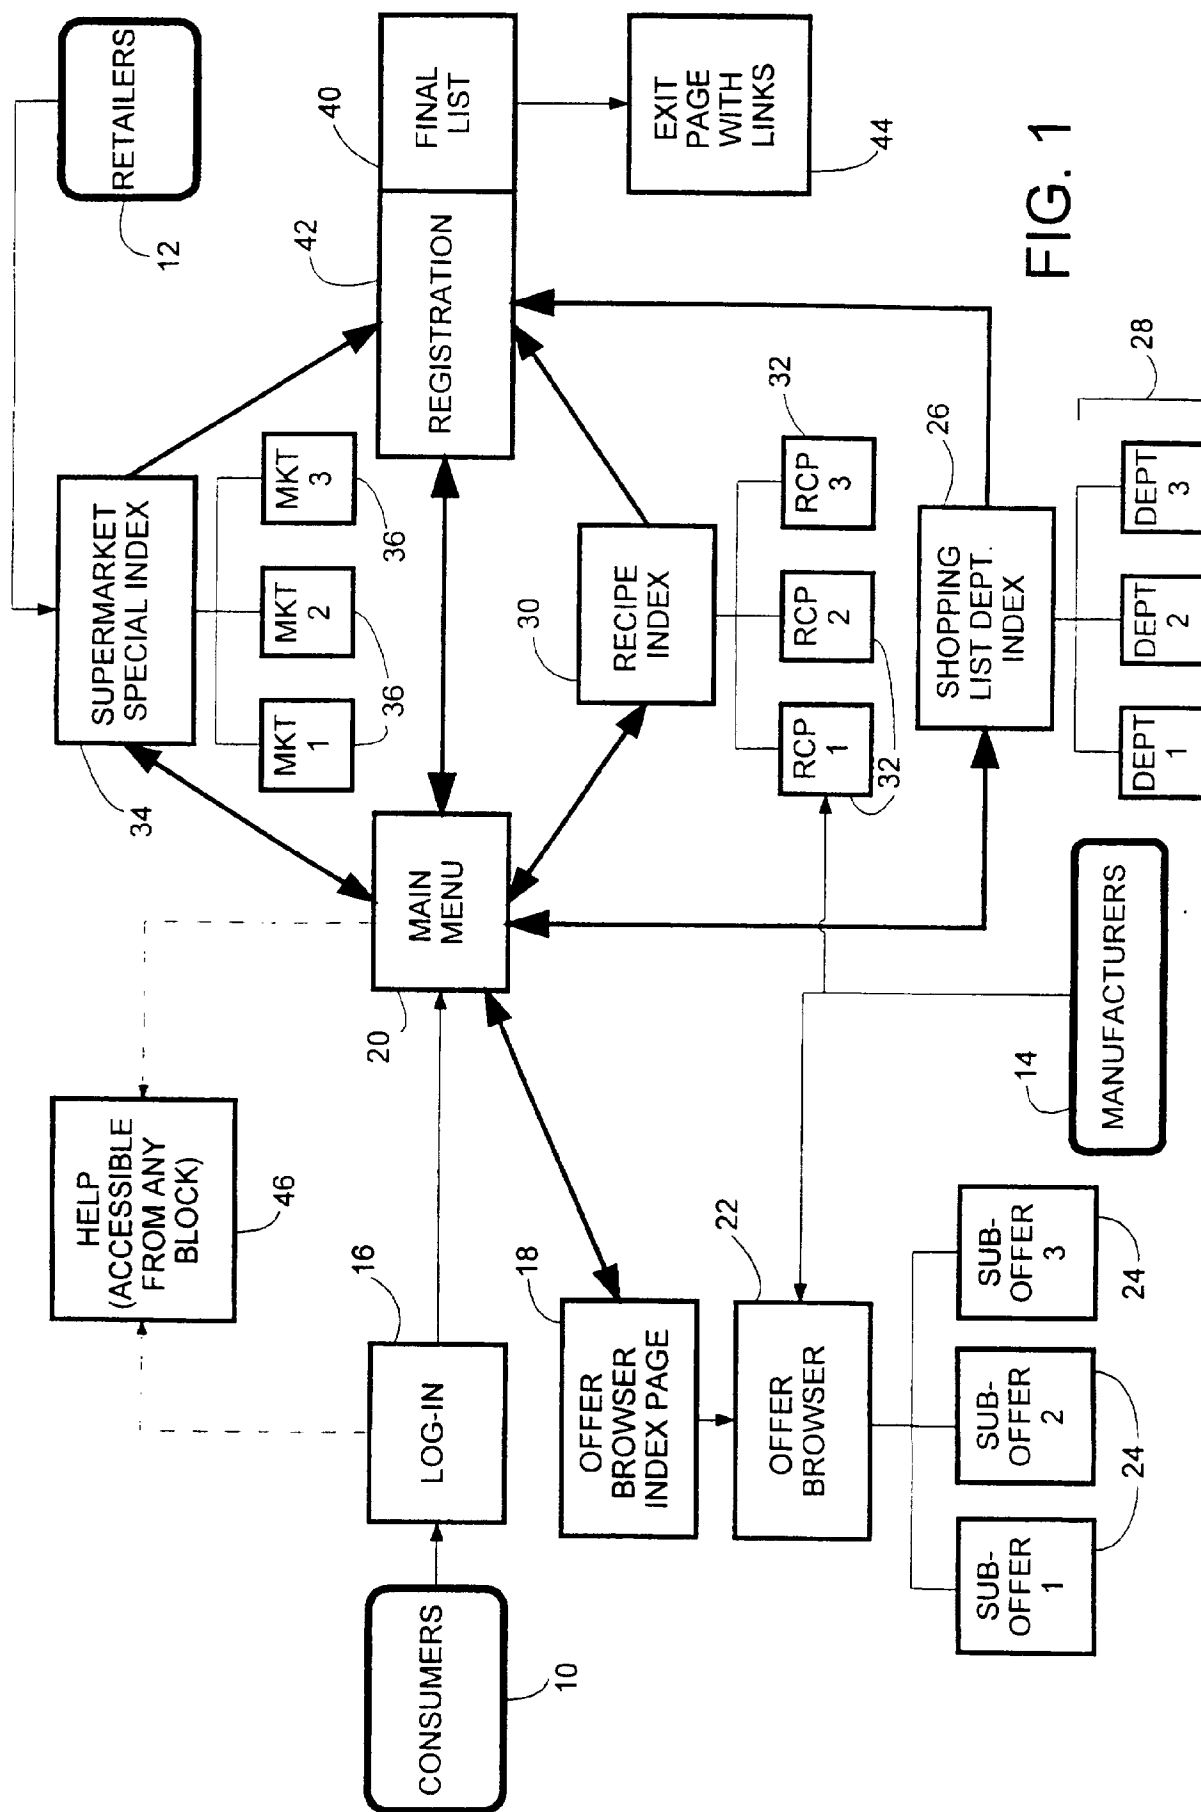 RETAILERS
12
SUPERMARKET
SPECIAL INDEX
34
MKT
1
MKT
2
MKT
3
36
36
HELP
(ACCESSIBLE
FROM ANY
BLOCK)
46
CONSUMERS
10
LOG-IN
16
MAIN
MENU
20
REGISTRATION
42
FINAL
LIST
40
EXIT
PAGE
WITH
LINKS
44
OFFER
BROWSER
INDEX PAGE
18
OFFER
BROWSER
22
SUB-
OFFER
1
SUB-
OFFER
2
SUB-
OFFER
3
24
24
RECIPE
INDEX
30
RCP
1
RCP
2
RCP
3
32
32
SHOPPING
LIST DEPT.
INDEX
26
DEPT
1
DEPT
2
DEPT
3
28
MANUFACTURERS
14
FIG. 1